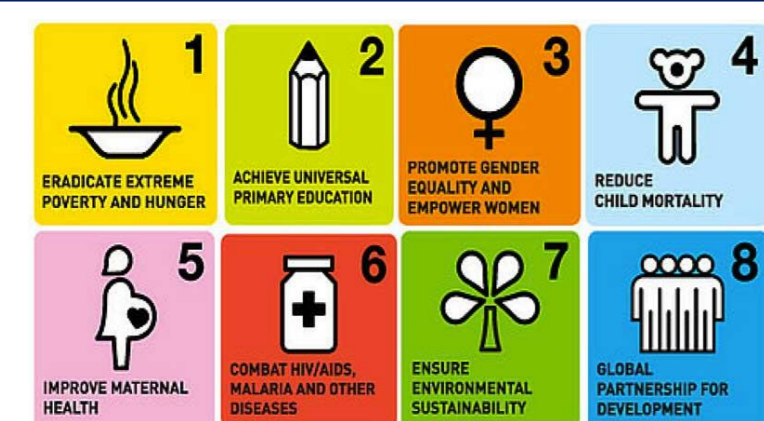 1
ERADICATE EXTREME
POVERTY AND HUNGER
2
ACHIEVE UNIVERSAL
PRIMARY EDUCATION
3
PROMOTE GENDER
EQUALITY AND
EMPOWER WOMEN
4
REDUCE
CHILD MORTALITY
5
IMPROVE MATERNAL
HEALTH
6
COMBAT HIV/AIDS,
MALARIA AND OTHER
DISEASES
7
ENSURE
ENVIRONMENTAL
SUSTAINABILITY
8
GLOBAL
PARTNERSHIP FOR
DEVELOPMENT